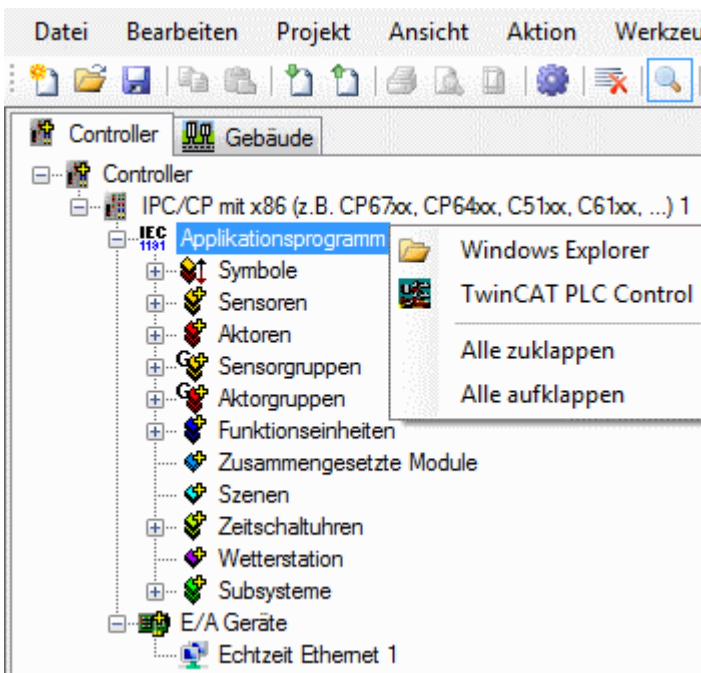 Datei Bearbeiten Projekt Ansicht Aktion Werkzeu
Controller Gebäude
Controller
IPC/CP mit x86 (z.B. CP67xx, CP64xx, C51xx, C61xx, ...) 1
IEC 1131 Applikationsprogramm
Symbole
Sensoren
Aktoren
G Sensorgruppen
G Aktorgruppen
Funktionseinheiten
Zusammengesetzte Module
Szenen
Zeitschaltuhren
Wetterstation
Subsysteme
E/A Geräte
Echtzeit Ethernet 1
Windows Explorer
TwinCAT PLC Control
Alle zuklappen
Alle aufklappen